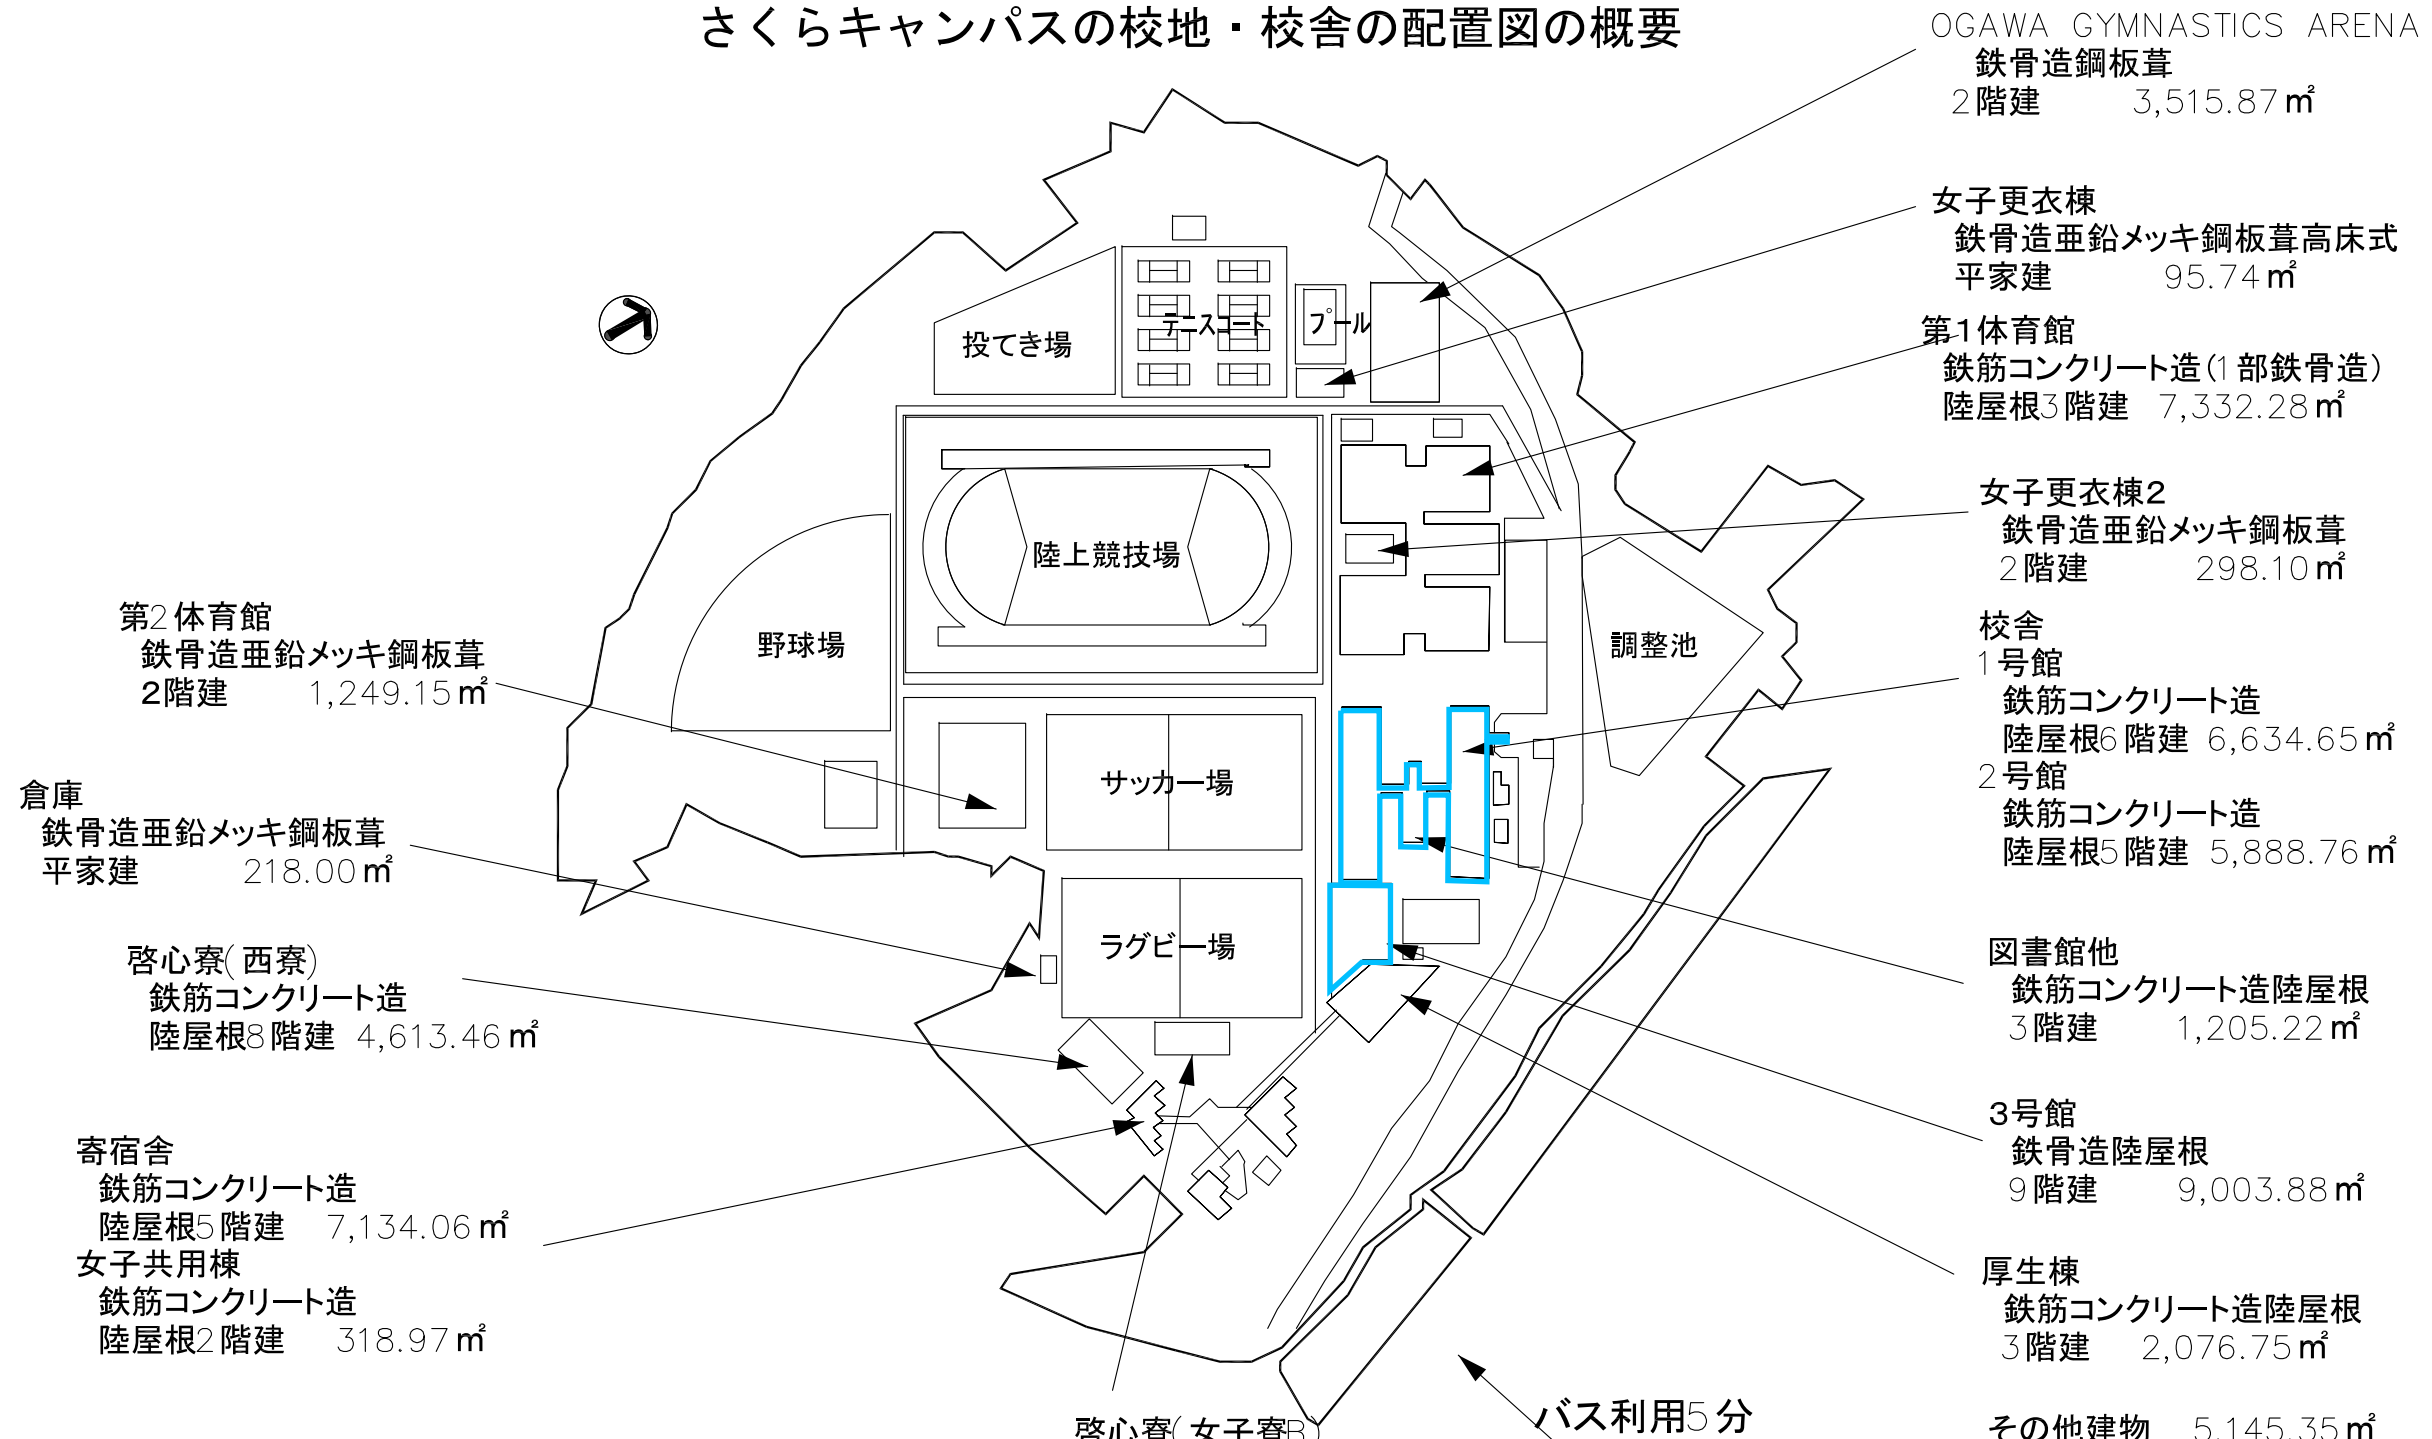 さくらキャンパスの校地・校舎の配置図の概要
OGAWA GYMNASTICS ARENA
鉄骨造鋼板葺
2階建 3,515.87㎡
女子更衣棟
鉄骨造亜鉛メッキ鋼板葺高床式
平家建 95.74㎡
第1体育館
鉄筋コンクリート造(1部鉄骨造)
陸屋根3階建 7,332.28㎡
女子更衣棟2
鉄骨造亜鉛メッキ鋼板葺
2階建 298.10㎡
校舎
1号館
鉄筋コンクリート造
陸屋根6階建 6,634.65㎡
2号館
鉄筋コンクリート造
陸屋根5階建 5,888.76㎡
図書館他
鉄筋コンクリート造陸屋根
3階建 1,205.22㎡
3号館
鉄骨造陸屋根
9階建 9,003.88㎡
厚生棟
鉄筋コンクリート造陸屋根
3階建 2,076.75㎡
その他建物 5,145.35㎡
投てき場
テニスコート
プール
陸上競技場
野球場
調整池
サッカー場
ラグビー場
第2体育館
鉄骨造亜鉛メッキ鋼板葺
2階建 1,249.15㎡
倉庫
鉄骨造亜鉛メッキ鋼板葺
平家建 218.00㎡
啓心寮(西寮)
鉄筋コンクリート造
陸屋根8階建 4,613.46㎡
寄宿舎
鉄筋コンクリート造
陸屋根5階建 7,134.06㎡
女子共用棟
鉄筋コンクリート造
陸屋根2階建 318.97㎡
啓心寮(女子寮B)
バス利用5分